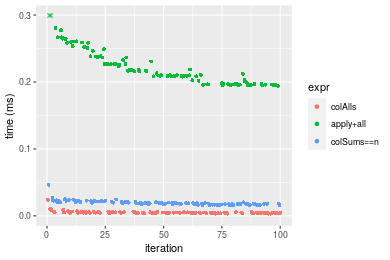 0.3
0.2
0.1
0.0
time (ms)
0
25
50
75
100
iteration
expr
colAlls
apply+all
colSums==n